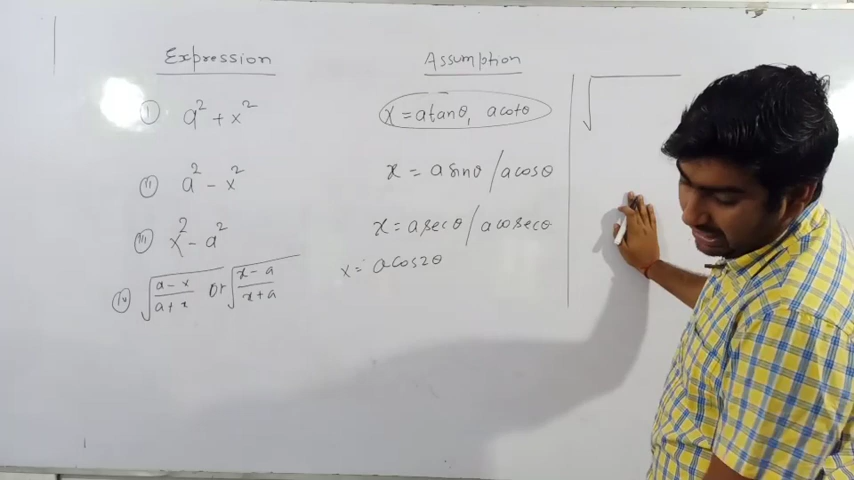 Expression Assumption
(i) a² + x² x = a tanθ, a cotθ
(ii) a² - x² x = a sinθ / a cosθ
(iii) x² - a² x = a secθ / a cosecθ
(iv) √(a - x / a + x) or √(x - a / x + a) x = a cos2θ
√